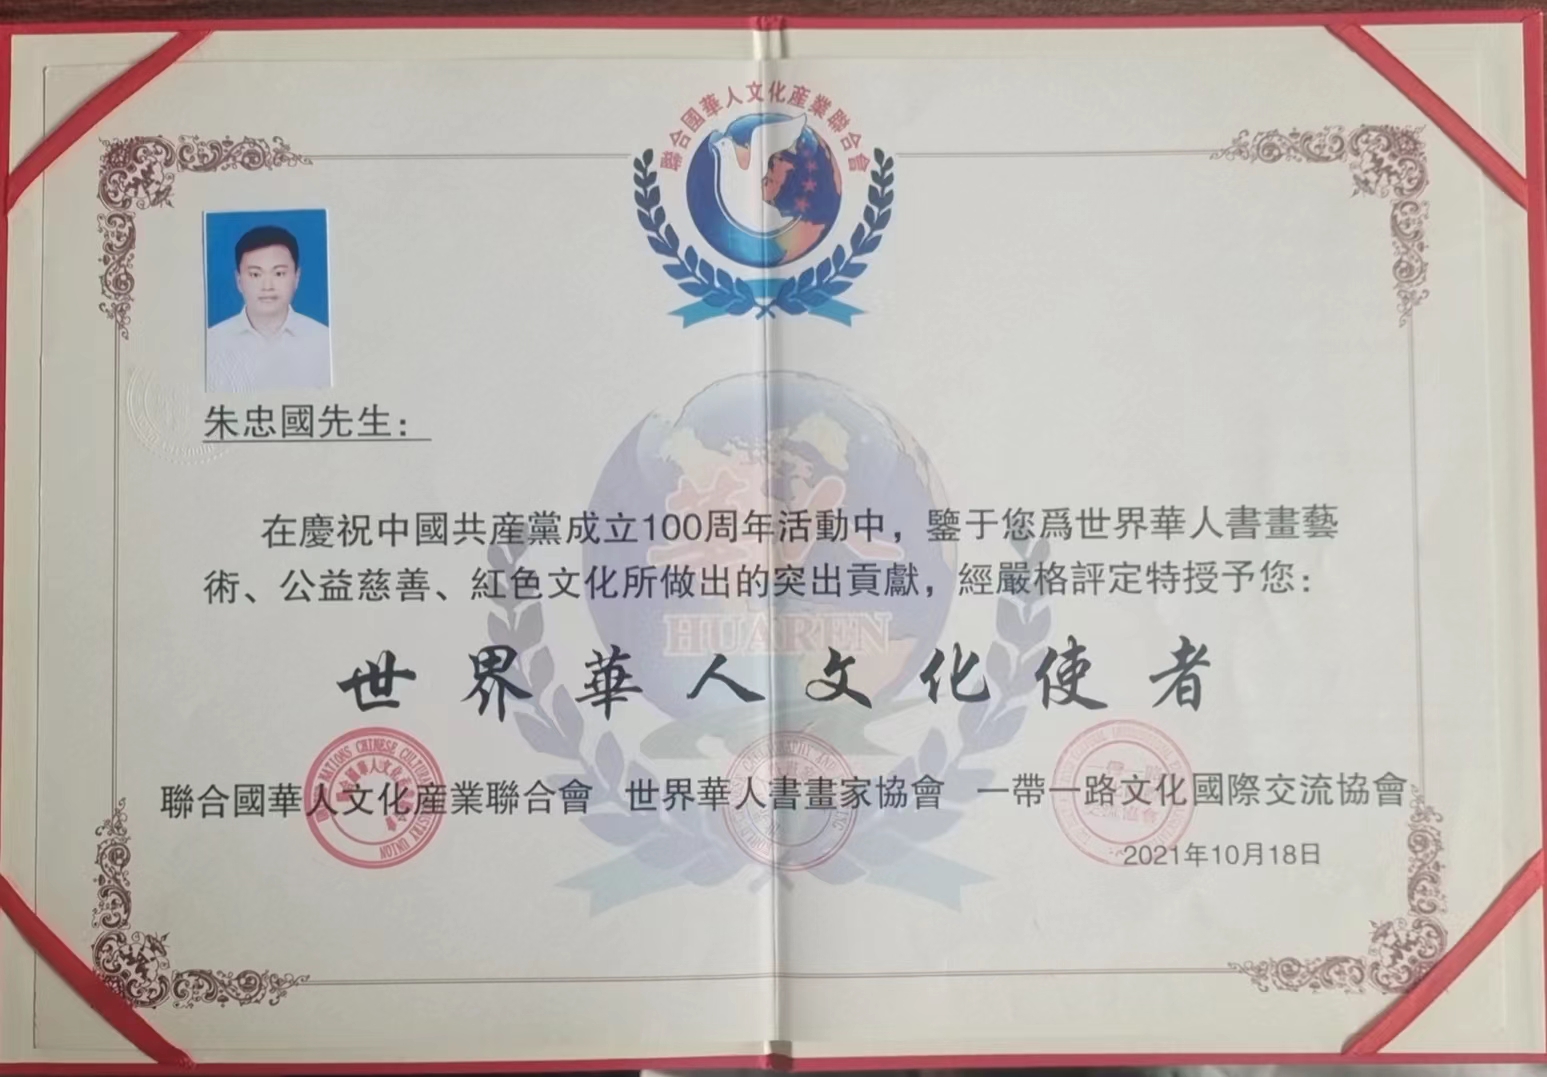 聯合國華人文化產業聯合會
朱忠國先生：
華人
HUAREN
在慶祝中國共産黨成立100周年活動中，鑒于您爲世界華人書畫藝
術、公益慈善、紅色文化所做出的突出貢獻，經嚴格評定特授予您：
世界華人文化使者
聯合國華人文化産業聯合會 世界華人書畫家協會 一帶一路文化國際交流協會
2021年10月18日